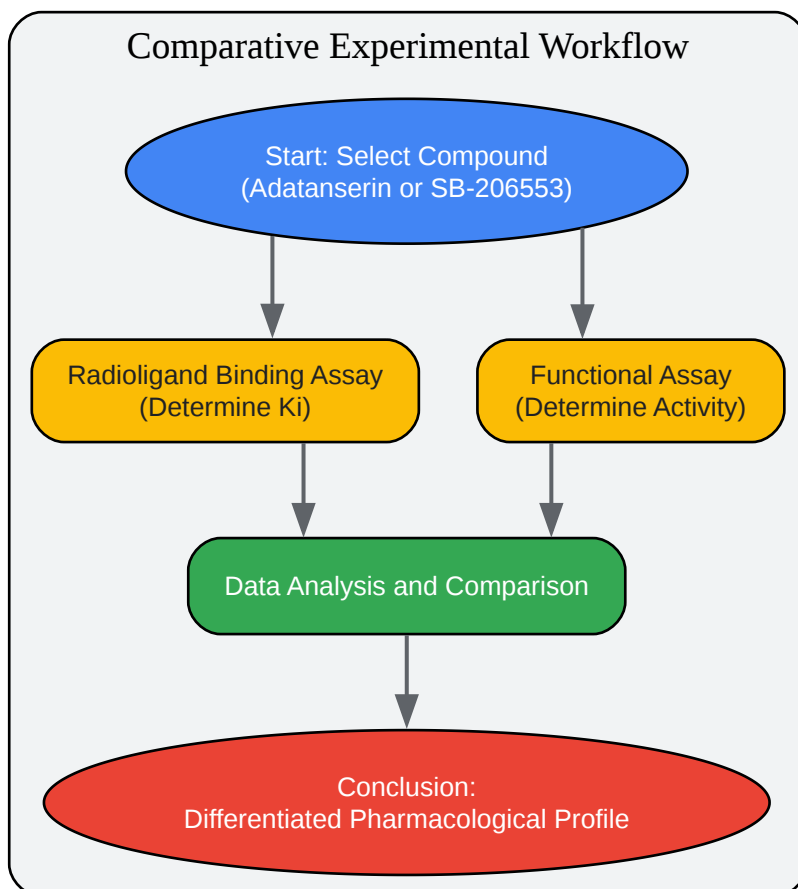 Comparative Experimental Workflow
Start: Select Compound
(Adatanserin or SB-206553)
Radioligand Binding Assay
(Determine Ki)
Functional Assay
(Determine Activity)
Data Analysis and Comparison
Conclusion:
Differentiated Pharmacological Profile